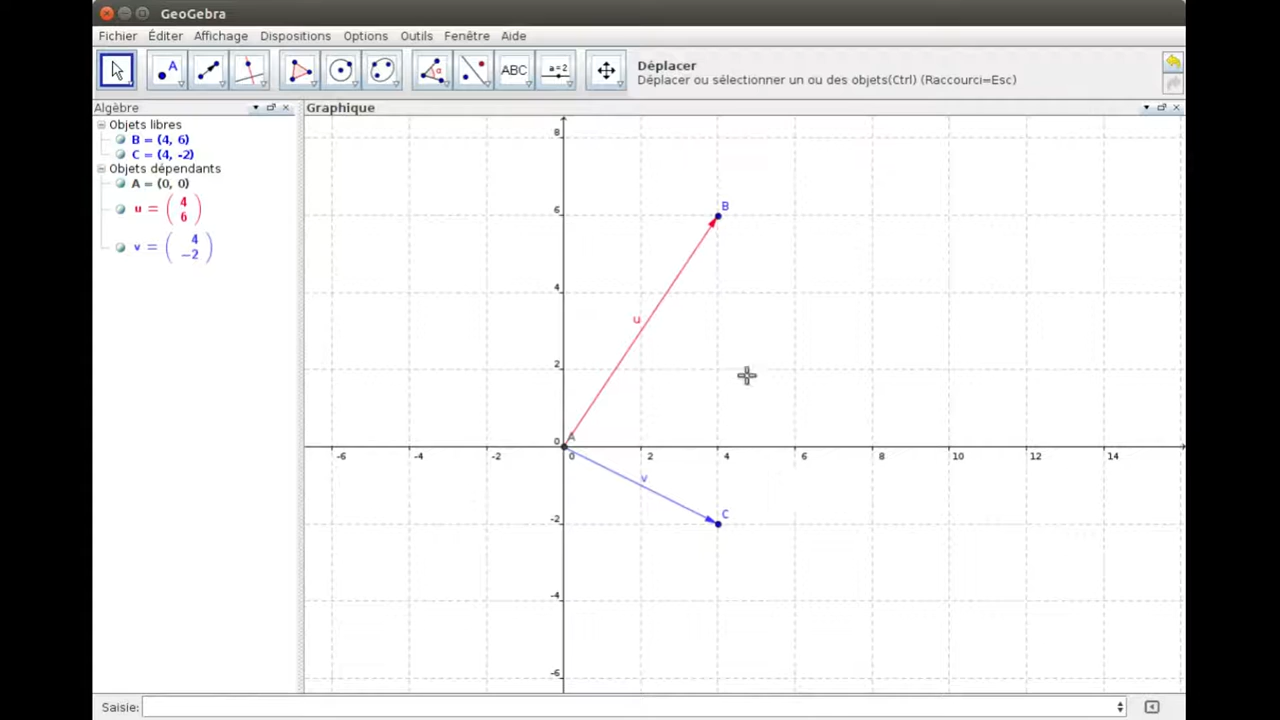 GeoGebra
Fichier Éditer Affichage Dispositions Options Outils Fenêtre Aide
A
ABC
a=2
Déplacer
Déplacer ou sélectionner un ou des objets(Ctrl) (Raccourci=Esc)
Algèbre
Graphique
Objets libres
B = (4, 6)
C = (4, -2)
Objets dépendants
A = (0, 0)
u = ( 4
6 )
v = ( 4
−2 )
8
6
4
2
0
-2
-4
-6
-6 -4 -2 0 2 4 6 8 10 12 14
B
u
A
v
C
Saisie: